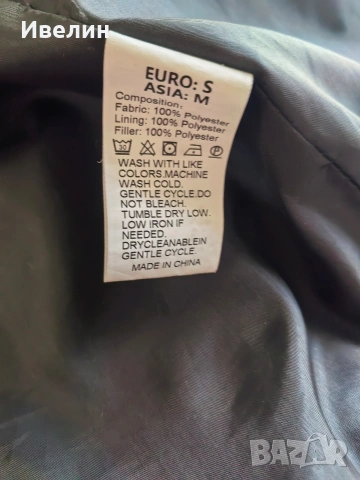 Ивелин
EURO: S
ASIA: M
Composition:
Fabric: 100% Polyester
Lining: 100% Polyester
Filler: 100% Polyester
WASH WITH LIKE
COLORS.MACHINE
WASH COLD.
GENTLE CYCLE.DO
NOT BLEACH.
TUMBLE DRY LOW.
LOW IRON IF
NEEDED.
DRYCLEANABLEIN
GENTLE CYCLE.
MADE IN CHINA
BAZAR